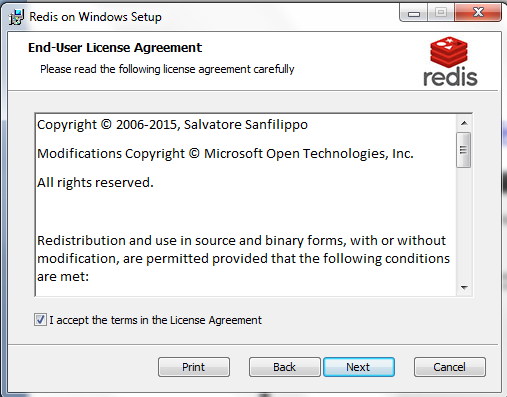 Redis on Windows Setup
End-User License Agreement
Please read the following license agreement carefully
redis
Copyright © 2006-2015, Salvatore Sanfilippo
Modifications Copyright © Microsoft Open Technologies, Inc.
All rights reserved.
Redistribution and use in source and binary forms, with or without
modification, are permitted provided that the following conditions
are met:
I accept the terms in the License Agreement
Print
Back
Next
Cancel